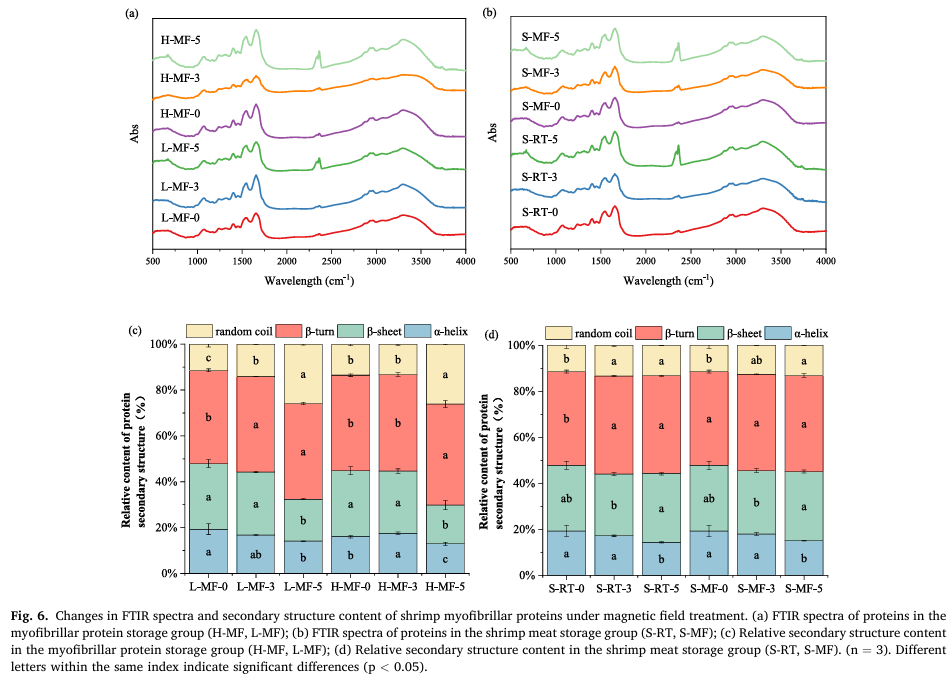 (a)
H-MF-5
H-MF-3
H-MF-0
L-MF-5
L-MF-3
L-MF-0
Abs
500 1000 1500 2000 2500 3000 3500 4000
Wavelength (cm⁻¹)
(b)
S-MF-5
S-MF-3
S-MF-0
S-RT-5
S-RT-3
S-RT-0
Abs
500 1000 1500 2000 2500 3000 3500 4000
Wavelength (cm⁻¹)
(c)
random coil β-turn β-sheet α-helix
Relative content of protein
secondary structure (%)
100%
80%
60%
40%
20%
0%
c b a b b a
b a a b b a
a a b a a b
a ab b b a c
L-MF-0 L-MF-3 L-MF-5 H-MF-0 H-MF-3 H-MF-5
(d)
random coil β-turn β-sheet α-helix
Relative content of protein
secondary structure (%)
100%
80%
60%
40%
20%
0%
b a a b ab a
b a a a a a
ab b a ab b a
a a b a a b
S-RT-0 S-RT-3 S-RT-5 S-MF-0 S-MF-3 S-MF-5
Fig. 6. Changes in FTIR spectra and secondary structure content of shrimp myofibrillar proteins under magnetic field treatment. (a) FTIR spectra of proteins in the
myofibrillar protein storage group (H-MF, L-MF); (b) FTIR spectra of proteins in the shrimp meat storage group (S-RT, S-MF); (c) Relative secondary structure content
in the myofibrillar protein storage group (H-MF, L-MF); (d) Relative secondary structure content in the shrimp meat storage group (S-RT, S-MF). (n = 3). Different
letters within the same index indicate significant differences (p < 0.05).